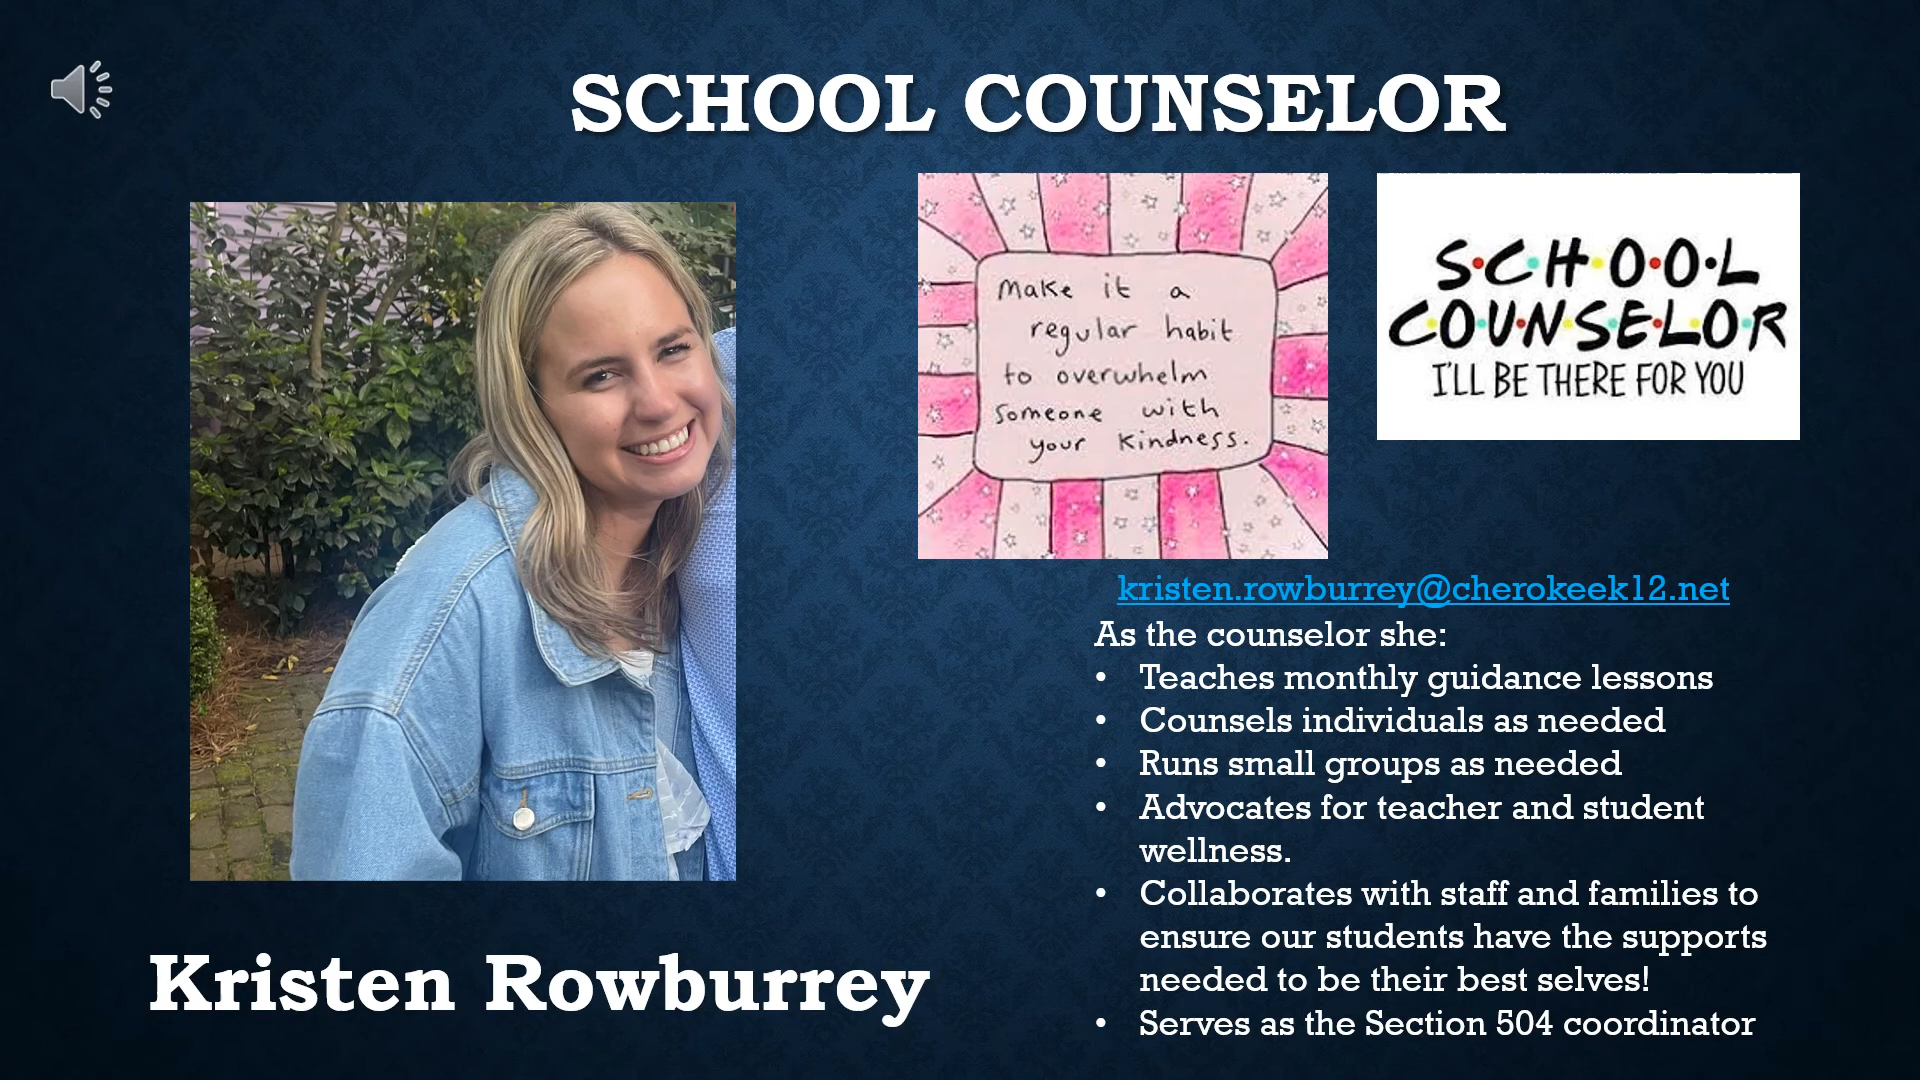 SCHOOL COUNSELOR
Make it a
regular habit
to overwhelm
someone with
your kindness.
S·C·H·O·O·L
C·O·U·N·S·E·L·O·R
I'LL BE THERE FOR YOU
kristen.rowburrey@cherokeek12.net
As the counselor she:
• Teaches monthly guidance lessons
• Counsels individuals as needed
• Runs small groups as needed
• Advocates for teacher and student
wellness.
• Collaborates with staff and families to
ensure our students have the supports
needed to be their best selves!
• Serves as the Section 504 coordinator
Kristen Rowburrey